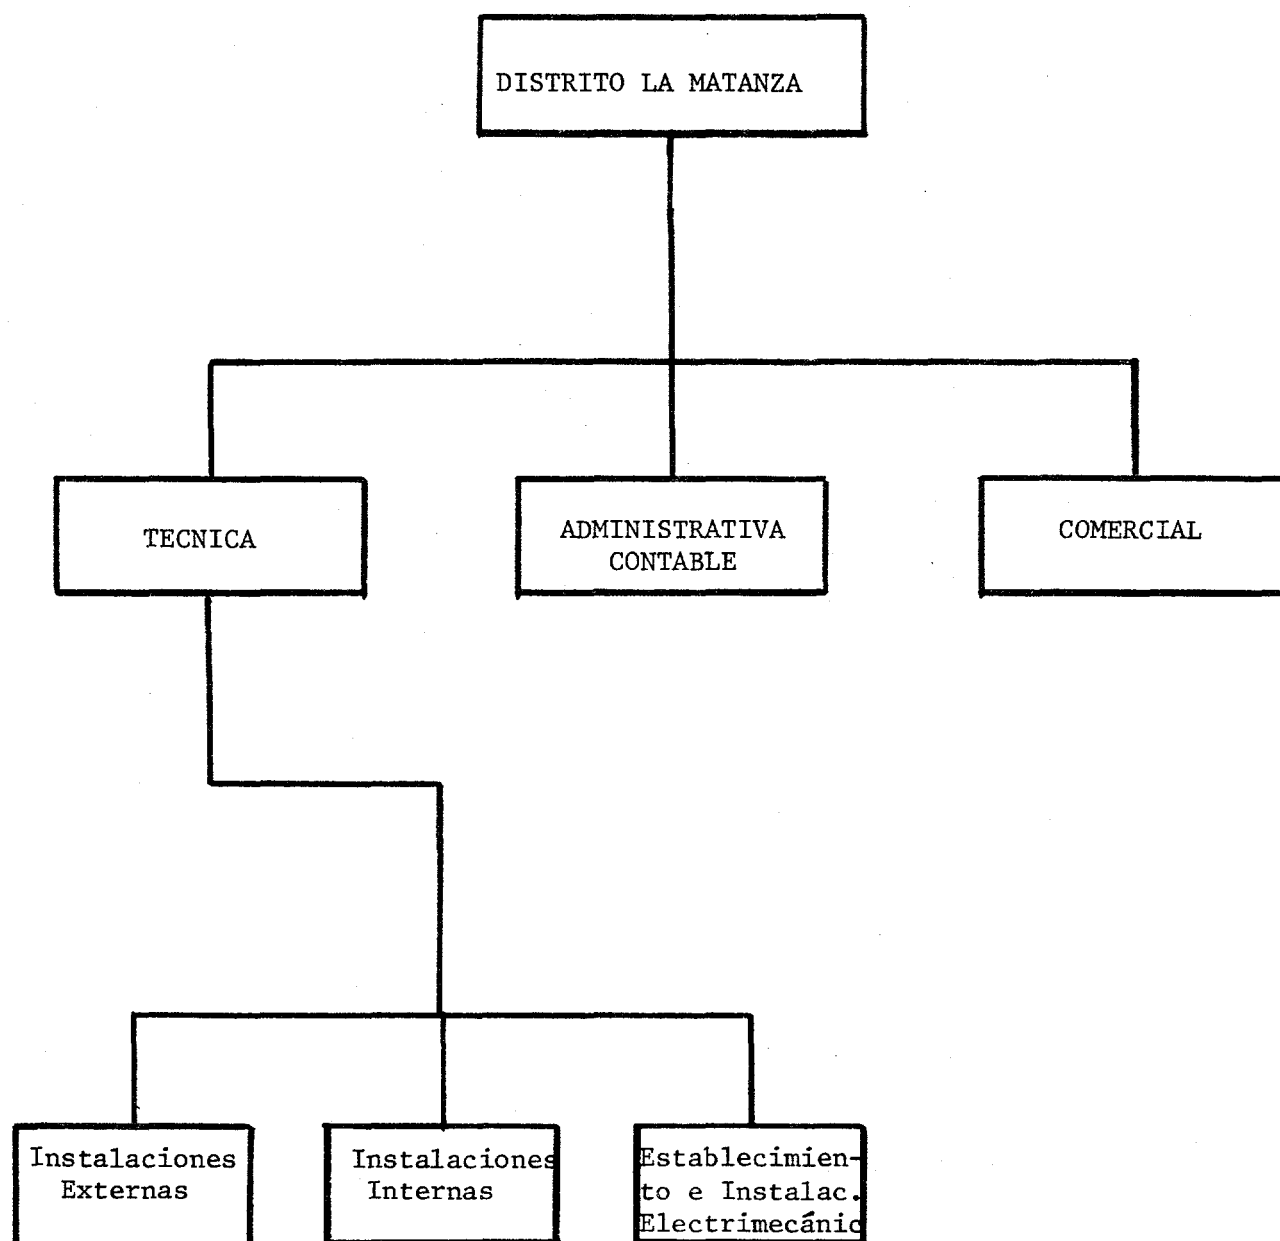 DISTRITO LA MATANZA
TECNICA
ADMINISTRATIVA
CONTABLE
COMERCIAL
Instalaciones
Externas
Instalaciones
Internas
Establecimien-
to e Instalac.
Electrimecánic